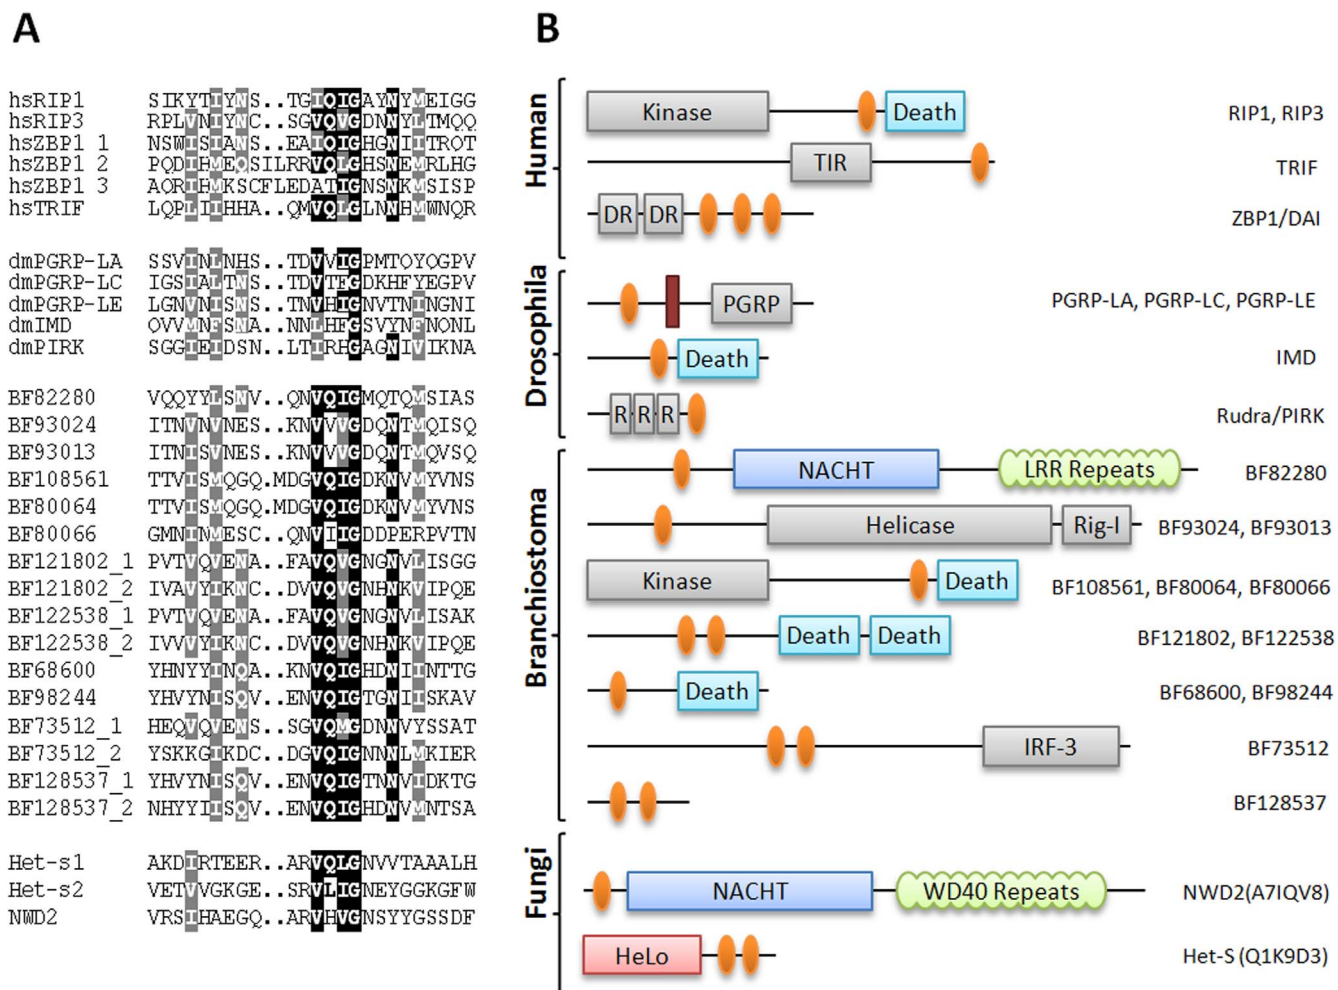 A
hsRIP1 SIKYTIYNS..TGIQIGAYNYMEIGG
hsRIP3 RPLVNIYNC..SGVQVGDNNYLTMQQ
hsZBP1 1 NSWISIANS..EAIQIGHGNIITROT
hsZBP1 2 PQDIHMEQSILRRVQLGHSNEMRLHG
hsZBP1 3 AQRIHMKSCFLEDATIGNSNKMSISP
hsTRIF LQPLIIHHA..QMVQLGLNNHMWNQR
dmPGRP-LA SSVINLNHS..TDVVIGPMTOYOGPV
dmPGRP-LC IGSIALTNS..TDVTFGDKHFYEGPV
dmPGRP-LE LGNVNISNS..TNVHIGNVTNINGNI
dmIMD OVVMNFSNA..NNLHFGSVYNFNONL
dmPIRK SGGIEIDSN..LTIRHGAGNIVIKNA
BF82280 VQQYYLSNV..QNVQIGMQTQMSIAS
BF93024 ITNVNVNES..KNVVVGDQNTMQISQ
BF93013 ITNISVNES..KNVVVGDQNTMQVSQ
BF108561 TTVISMQGQ.MDGVQIGDKNVMYVNS
BF80064 TTVISMQGQ.MDGVQIGDKNVMYVNS
BF80066 GMNINMESC..QNVIIGDDPERPVTN
BF121802_1 PVTVQVENA..FAVQVGNGNVLISGG
BF121802_2 IVAVYIKNC..DVVQVGNHNKVIPQE
BF122538_1 PVTVQVENA..FAVQVGNGNVLISAK
BF122538_2 IVVVYIKNC..DVVQVGNHNKVIPQE
BF68600 YHNYYINQA..KNVQIGHDNIINTTG
BF98244 YHVYNISQV..ENVQIGTGNIISKAV
BF73512_1 HEQVQVENS..SGVQMGDNNVYSSAT
BF73512_2 YSKKGIKDC..DGVQIGNNNLMKIER
BF128537_1 YHVYNISQV..ENVQIGTNNVIDKTG
BF128537_2 NHYYIISQV..ENVQIGHDNVMNTSA
Het-s1 AKDIRTEER..ARVQLGNVVTAAALH
Het-s2 VETVVGKGE..SRVLIGNEYGGKGFW
NWD2 VRSIHAEGQ..ARVHVGNSYYGSSDF
B
Human
Kinase Death RIP1, RIP3
TIR TRIF
DR DR ZBP1/DAI
Drosophila
PGRP PGRP-LA, PGRP-LC, PGRP-LE
Death IMD
R R R Rudra/PIRK
Branchiostoma
NACHT LRR Repeats BF82280
Helicase Rig-I BF93024, BF93013
Kinase Death BF108561, BF80064, BF80066
Death Death BF121802, BF122538
Death BF68600, BF98244
IRF-3 BF73512
BF128537
Fungi
NACHT WD40 Repeats NWD2(A7IQV8)
HeLo Het-S (Q1K9D3)